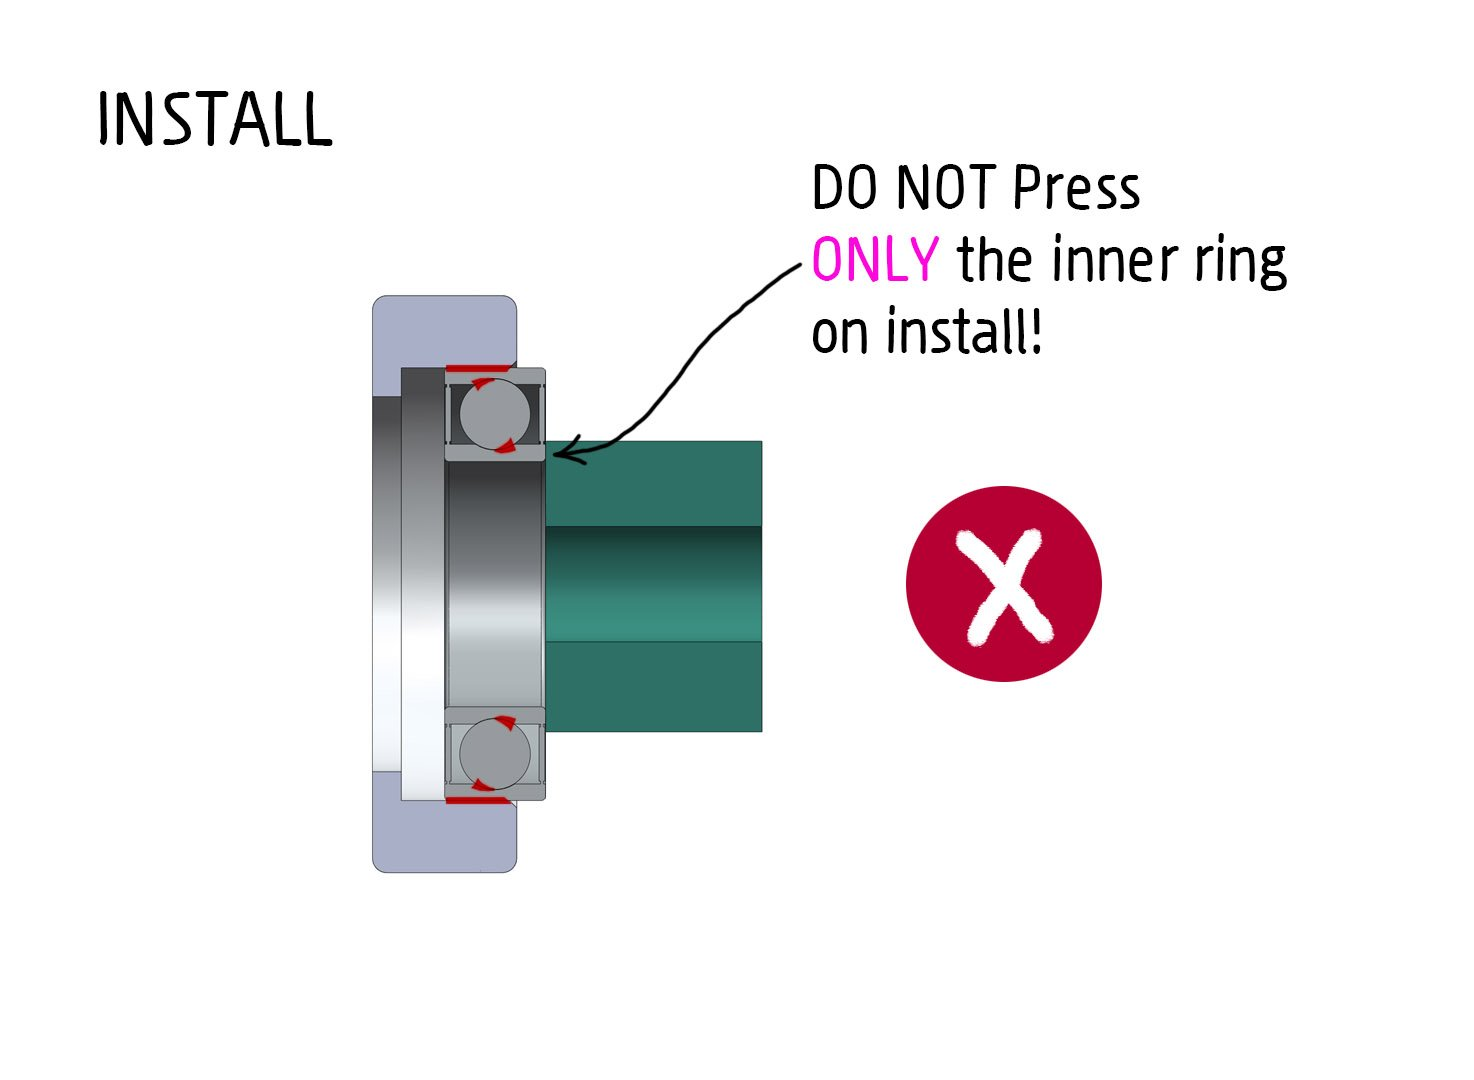 INSTALL
DO NOT Press
ONLY the inner ring
on install!